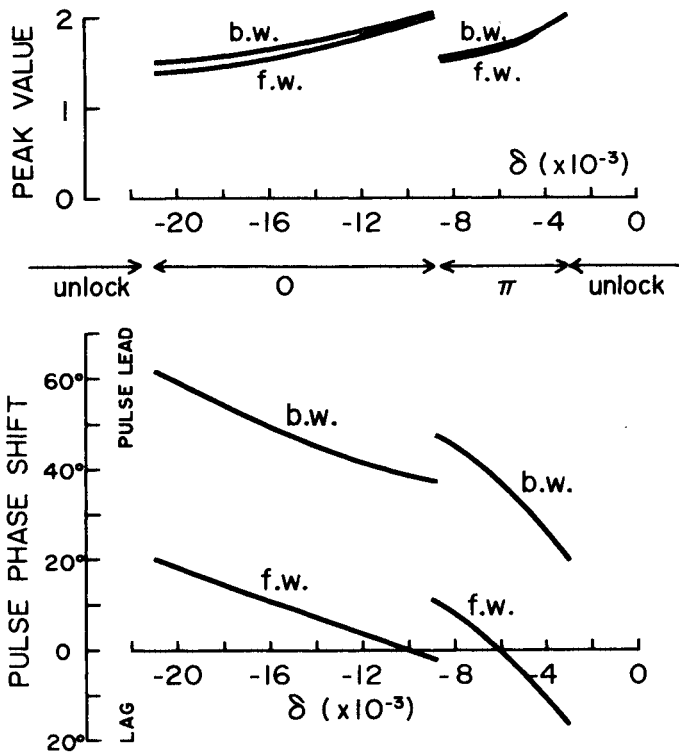 PEAK VALUE
2
1
0
b.w.
f.w.
b.w.
f.w.
δ (x10⁻³)
-20 -16 -12 -8 -4 0
unlock 0 π unlock
PULSE PHASE SHIFT
PULSE LEAD
LAG
60°
40°
20°
0
20°
b.w.
f.w.
b.w.
f.w.
-20 -16 -12 -8 -4 0
δ (x10⁻³)